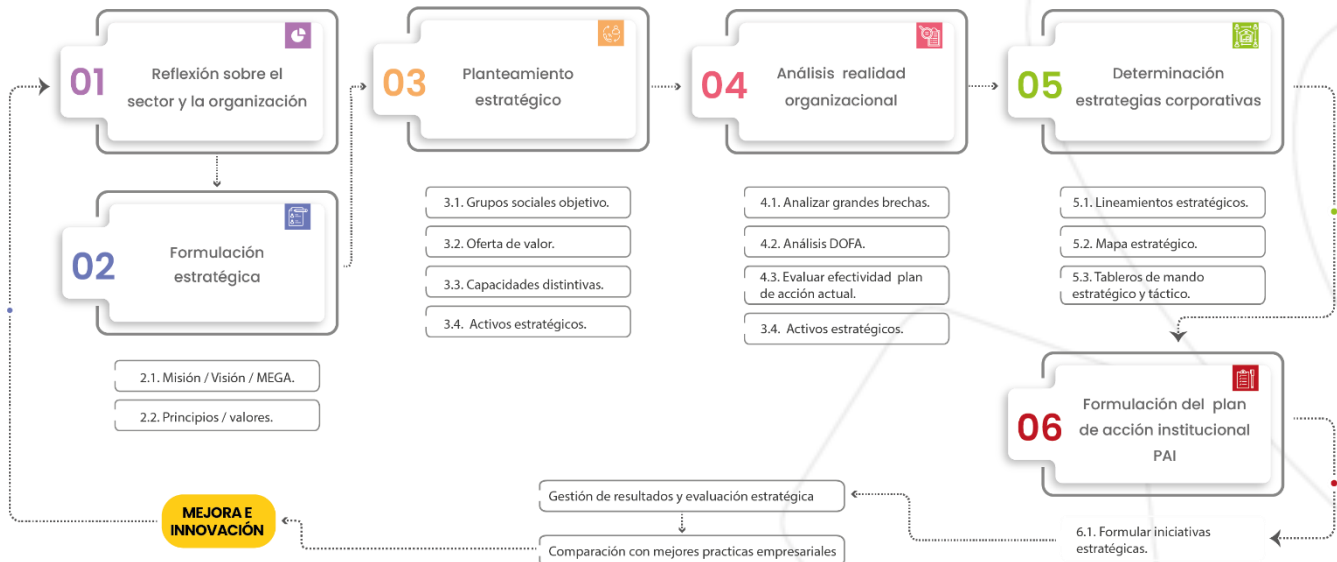 01
Reflexión sobre el
sector y la organización
02
Formulación
estratégica
2.1. Misión / Visión / MEGA.
2.2. Principios / valores.
03
Planteamiento
estratégico
3.1. Grupos sociales objetivo.
3.2. Oferta de valor.
3.3. Capacidades distintivas.
3.4. Activos estratégicos.
04
Análisis realidad
organizacional
4.1. Analizar grandes brechas.
4.2. Análisis DOFA.
4.3. Evaluar efectividad plan
de acción actual.
3.4. Activos estratégicos.
05
Determinación
estrategias corporativas
5.1. Lineamientos estratégicos.
5.2. Mapa estratégico.
5.3. Tableros de mando
estratégico y táctico.
06
Formulación del plan
de acción institucional
PAI
6.1. Formular iniciativas
estratégicas.
Gestión de resultados y evaluación estratégica
Comparación con mejores practicas empresariales
MEJORA E
INNOVACIÓN